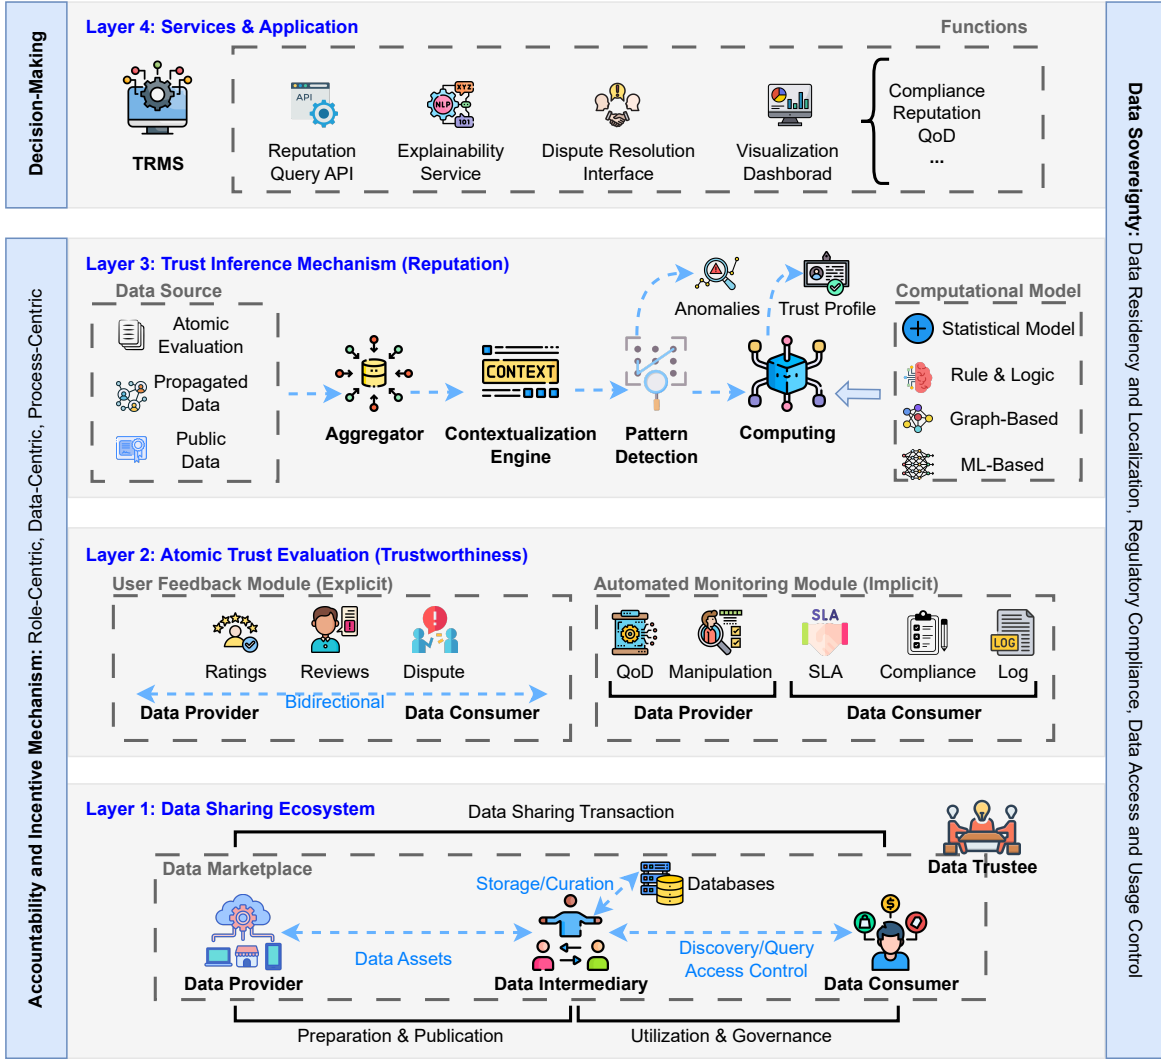 Decision-Making
Layer 4: Services & Application
Functions
TRMS
API
Reputation
Query API
XYZ
NLP
101
Explainability
Service
Dispute Resolution
Interface
Visualization
Dashborad
Compliance
Reputation
QoD
...
Data Sovereignty: Data Residency and Localization, Regulatory Compliance, Data Access and Usage Control
Accountability and Incentive Mechanism: Role-Centric, Data-Centric, Process-Centric
Layer 3: Trust Inference Mechanism (Reputation)
Data Source
Atomic
Evaluation
Propagated
Data
Public
Data
Aggregator
CONTEXT
Contextualization
Engine
Pattern
Detection
Anomalies
Trust Profile
Computing
Computational Model
Statistical Model
Rule & Logic
Graph-Based
ML-Based
Layer 2: Atomic Trust Evaluation (Trustworthiness)
User Feedback Module (Explicit)
Ratings
Reviews
Dispute
Bidirectional
Data Provider
Data Consumer
Automated Monitoring Module (Implicit)
QoD
Manipulation
SLA
SLA
Compliance
LOG
Log
Data Provider
Data Consumer
Layer 1: Data Sharing Ecosystem
Data Sharing Transaction
Data Trustee
Data Marketplace
Storage/Curation
Databases
Data Assets
Discovery/Query
Access Control
Data Provider
Data Intermediary
Data Consumer
Preparation & Publication
Utilization & Governance